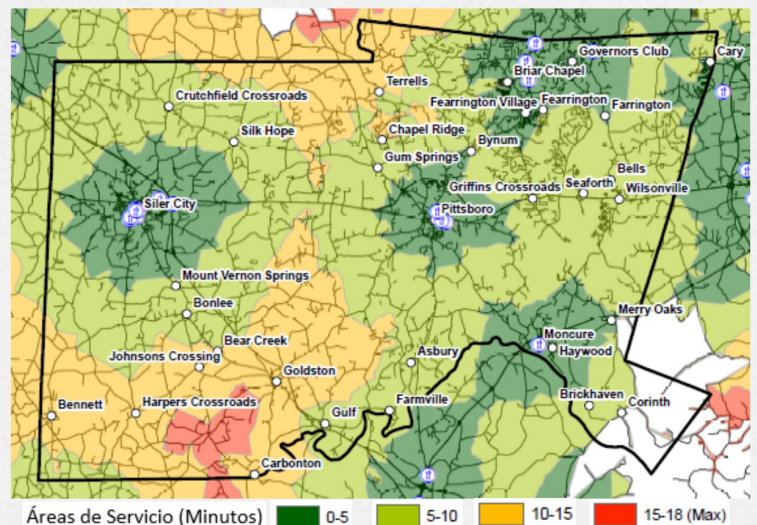 Governors Club
Cary
Briar Chapel
Terrells
Crutchfield Crossroads
Fearrington Village
Fearrington
Farrington
Silk Hope
Chapel Ridge
Bynum
Gum Springs
Bells
Griffins Crossroads
Seaforth
Wilsonville
Siler City
Pittsboro
Mount Vernon Springs
Bonlee
Merry Oaks
Moncure
Bear Creek
Haywood
Johnsons Crossing
Asbury
Goldston
Bennett
Harpers Crossroads
Farmville
Brickhaven
Corinth
Gulf
Carbonton
Áreas de Servicio (Minutos) 0-5 5-10 10-15 15-18 (Max)